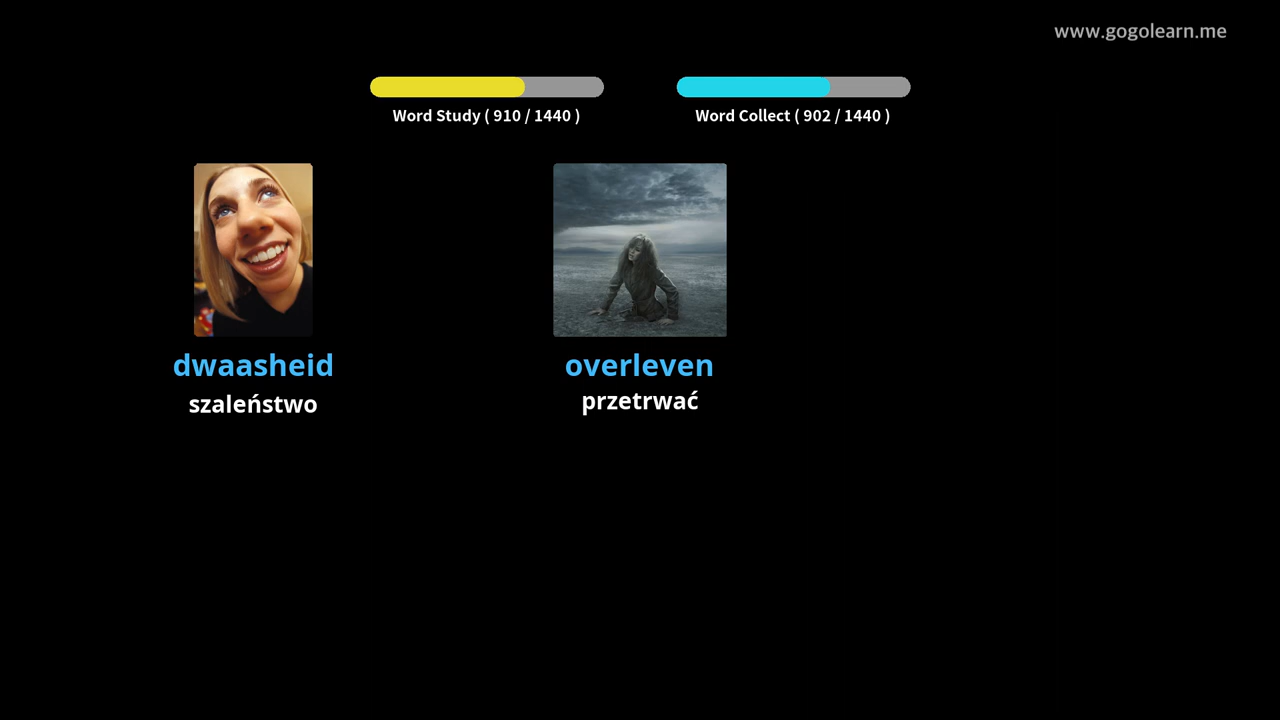 www.gogolearn.me
Word Study ( 910 / 1440 )
Word Collect ( 902 / 1440 )
dwaasheid
szaleństwo
overleven
przetrwać